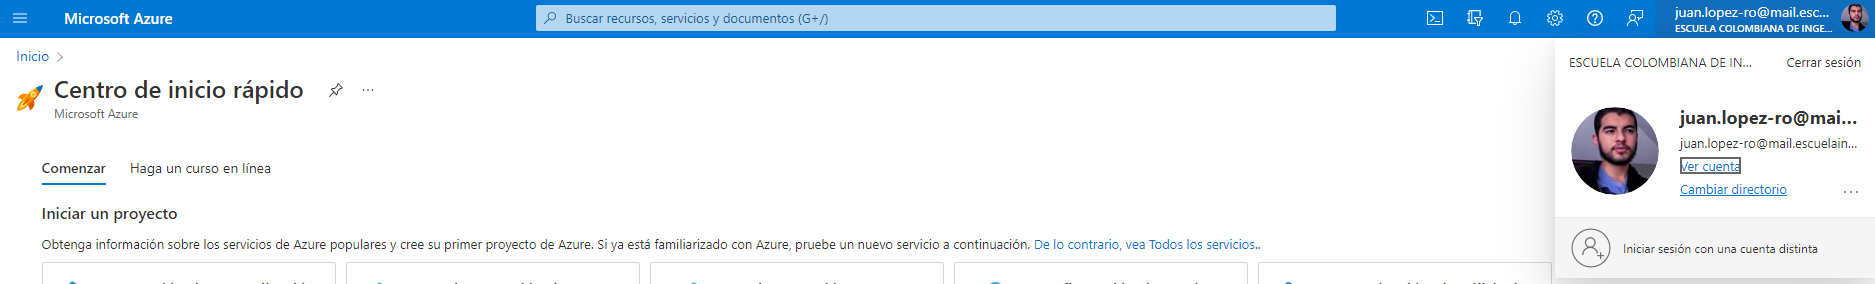 Microsoft Azure
Buscar recursos, servicios y documentos (G+/)
juan.lopez-ro@mail.esc...
ESCUELA COLOMBIANA DE INGE...
Inicio
Centro de inicio rápido
Microsoft Azure
ESCUELA COLOMBIANA DE IN...
Cerrar sesión
juan.lopez-ro@mai...
juan.lopez-ro@mail.escuelain...
Ver cuenta
Cambiar directorio
Iniciar sesión con una cuenta distinta
Comenzar
Haga un curso en línea
Iniciar un proyecto
Obtenga información sobre los servicios de Azure populares y cree su primer proyecto de Azure. Si ya está familiarizado con Azure, pruebe un nuevo servicio a continuación. De lo contrario, vea Todos los servicios..